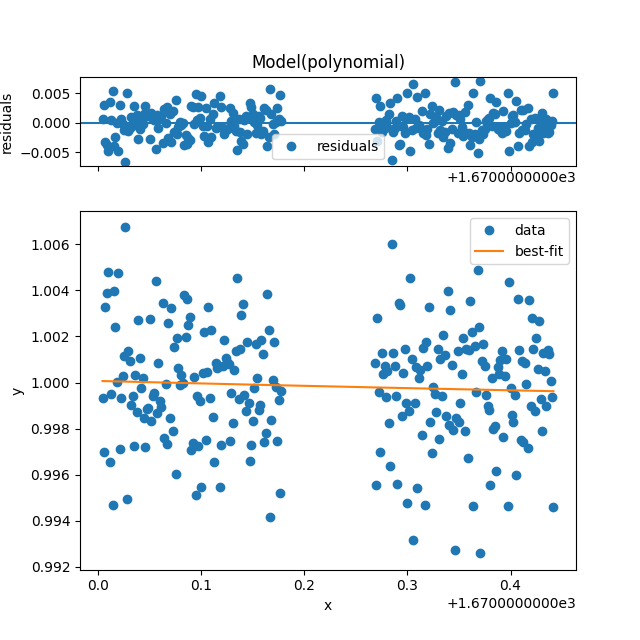 Model(polynomial)
residuals
0.005
0.000
−0.005
residuals
+1.6700000000e3
y
1.006
1.004
1.002
1.000
0.998
0.996
0.994
0.992
data
best-fit
0.0 0.1 0.2 0.3 0.4
x
+1.6700000000e3